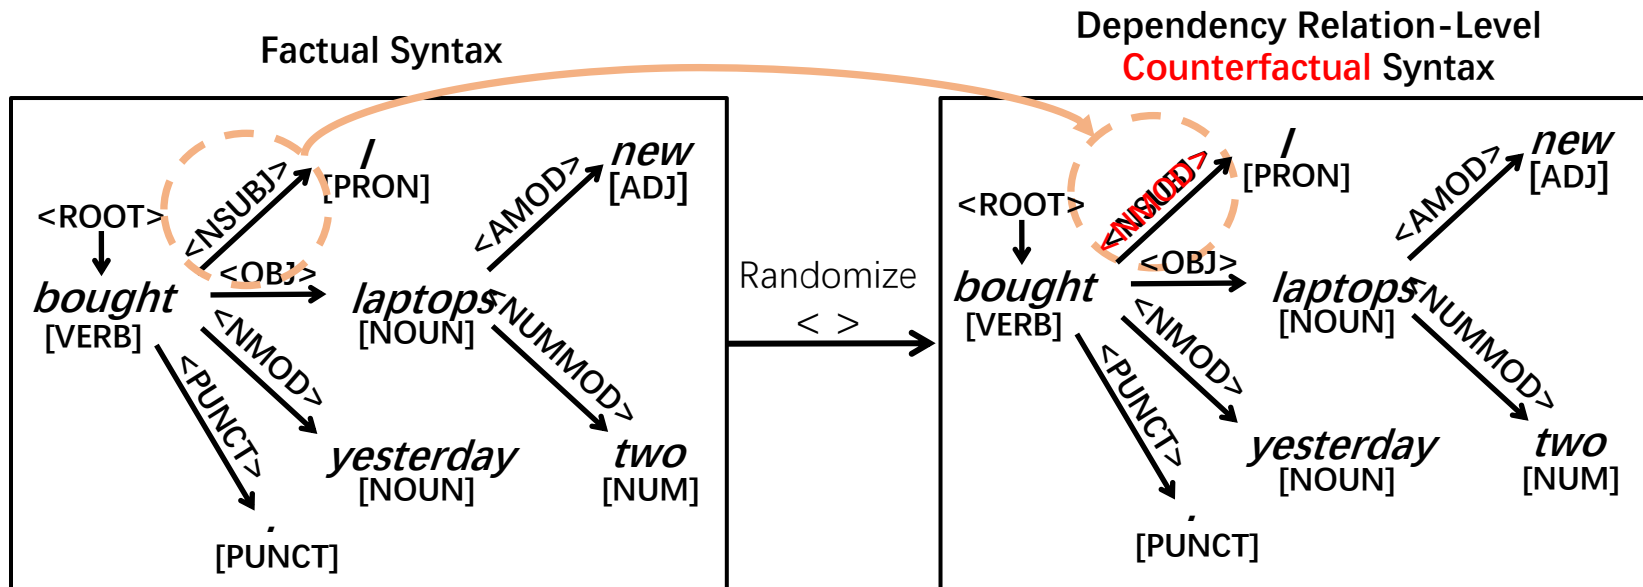 Factual Syntax
Dependency Relation-Level
Counterfactual Syntax
I
[PRON]
new
[ADJ]
<ROOT>
<NSUBJ>
<AMOD>
<OBJ>
bought
[VERB]
laptops
[NOUN]
<NMOD>
<NUMMOD>
<PUNCT>
yesterday
[NOUN]
two
[NUM]
.
[PUNCT]
Randomize
< >
I
[PRON]
new
[ADJ]
<ROOT>
<NSUBJ>
<NMOD>
<AMOD>
<OBJ>
bought
[VERB]
laptops
[NOUN]
<NMOD>
<NUMMOD>
<PUNCT>
yesterday
[NOUN]
two
[NUM]
.
[PUNCT]